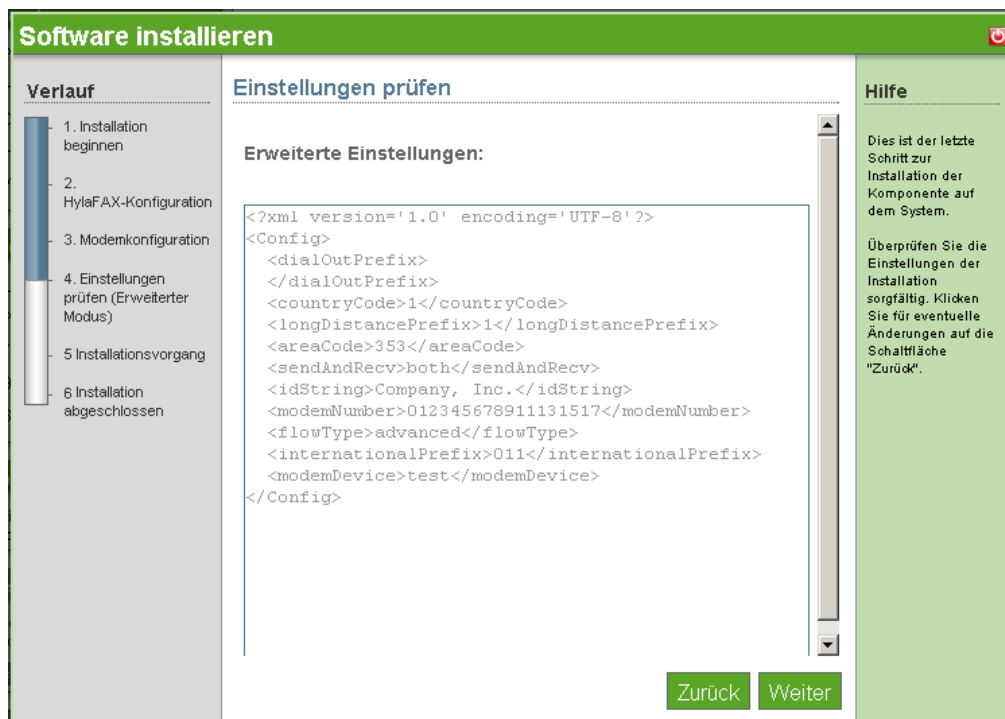 Software installieren
Verlauf
1. Installation
beginnen
2.
HylaFAX-Konfiguration
3. Modemkonfiguration
4. Einstellungen
prüfen (Erweiterter
Modus)
5 Installationsvorgang
6 Installation
abgeschlossen
Einstellungen prüfen
Erweiterte Einstellungen:
<?xml version='1.0' encoding='UTF-8'?>
<Config>
  <dialOutPrefix>
  </dialOutPrefix>
  <countryCode>1</countryCode>
  <longDistancePrefix>1</longDistancePrefix>
  <areaCode>353</areaCode>
  <sendAndRecv>both</sendAndRecv>
  <idString>Company, Inc.</idString>
  <modemNumber>012345678911131517</modemNumber>
  <flowType>advanced</flowType>
  <internationalPrefix>011</internationalPrefix>
  <modemDevice>test</modemDevice>
</Config>
Zurück
Weiter
Hilfe
Dies ist der letzte
Schritt zur
Installation der
Komponente auf
dem System.
Überprüfen Sie die
Einstellungen der
Installation
sorgfältig. Klicken
Sie für eventuelle
Änderungen auf die
Schaltfläche
"Zurück".